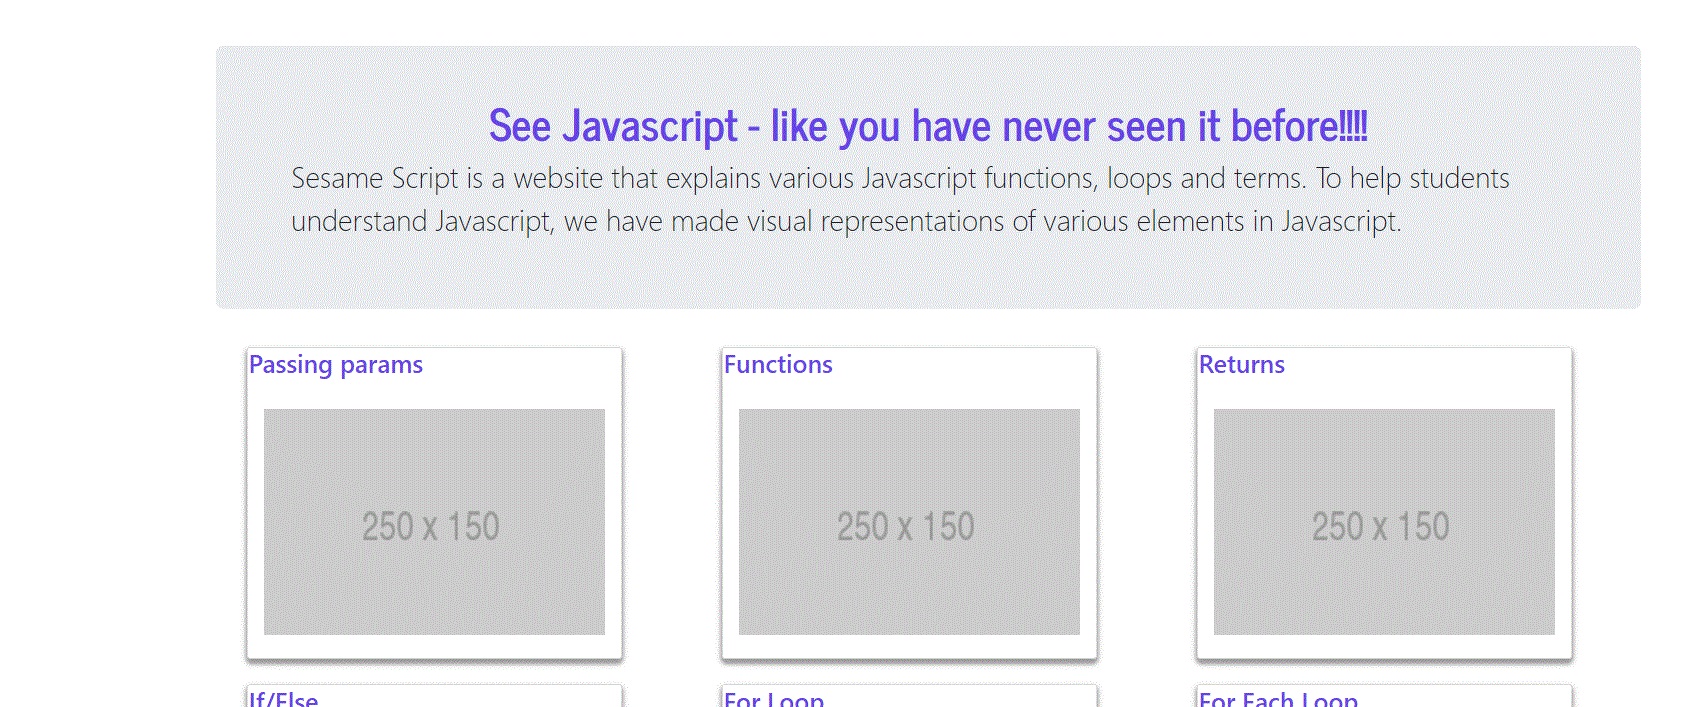 See Javascript - like you have never seen it before!!!!
Sesame Script is a website that explains various Javascript functions, loops and terms. To help students
understand Javascript, we have made visual representations of various elements in Javascript.
Passing params
Functions
Returns
250 x 150
250 x 150
250 x 150
If/Else
For Loop
For Each Loop